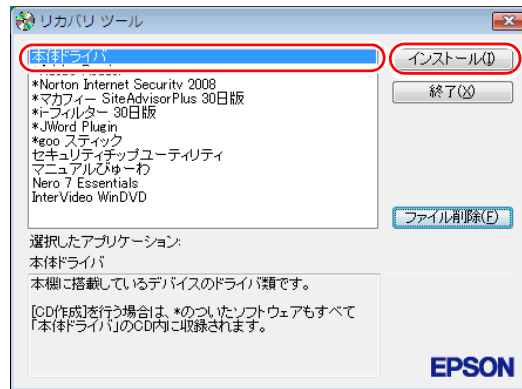 リカバリ ツール
本体ドライバ
*Norton Internet Security 2008
*マカフィー SiteAdvisorPlus 30日版
*i-フィルター 30日版
*JWord Plugin
*goo スティック
セキュリティチップユーティリティ
マニュアルびゅーわ
Nero 7 Essentials
InterVideo WinDVD
インストール(I)
終了(X)
ファイル削除(F)
選択したアプリケーション:
本体ドライバ
本機に搭載しているデバイスのドライバ類です。
[CD作成]を行う場合は、*のついたソフトウェアもすべて
「本体ドライバ」のCD内に収録されます。
EPSON